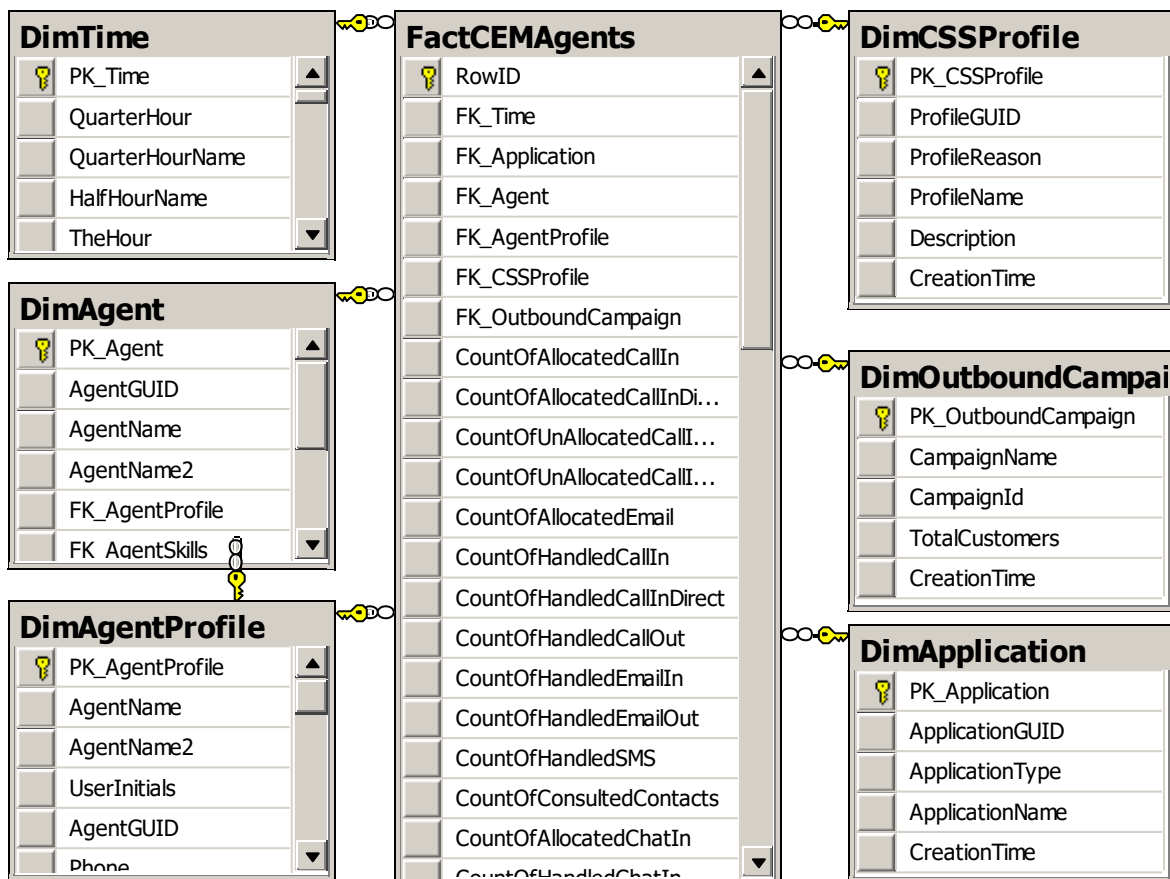 DimTime
PK_Time
QuarterHour
QuarterHourName
HalfHourName
TheHour
DimAgent
PK_Agent
AgentGUID
AgentName
AgentName2
FK_AgentProfile
FK_AgentSkills
DimAgentProfile
PK_AgentProfile
AgentName
AgentName2
UserInitials
AgentGUID
Phone
FactCEMAgents
RowID
FK_Time
FK_Application
FK_Agent
FK_AgentProfile
FK_CSSProfile
FK_OutboundCampaign
CountOfAllocatedCallIn
CountOfAllocatedCallInDi...
CountOfUnAllocatedCallI...
CountOfUnAllocatedCallI...
CountOfAllocatedEmail
CountOfHandledCallIn
CountOfHandledCallInDirect
CountOfHandledCallOut
CountOfHandledEmailIn
CountOfHandledEmailOut
CountOfHandledSMS
CountOfConsultedContacts
CountOfAllocatedChatIn
CountOfHandledChatIn
DimCSSProfile
PK_CSSProfile
ProfileGUID
ProfileReason
ProfileName
Description
CreationTime
DimOutboundCampai
PK_OutboundCampaign
CampaignName
CampaignId
TotalCustomers
CreationTime
DimApplication
PK_Application
ApplicationGUID
ApplicationType
ApplicationName
CreationTime